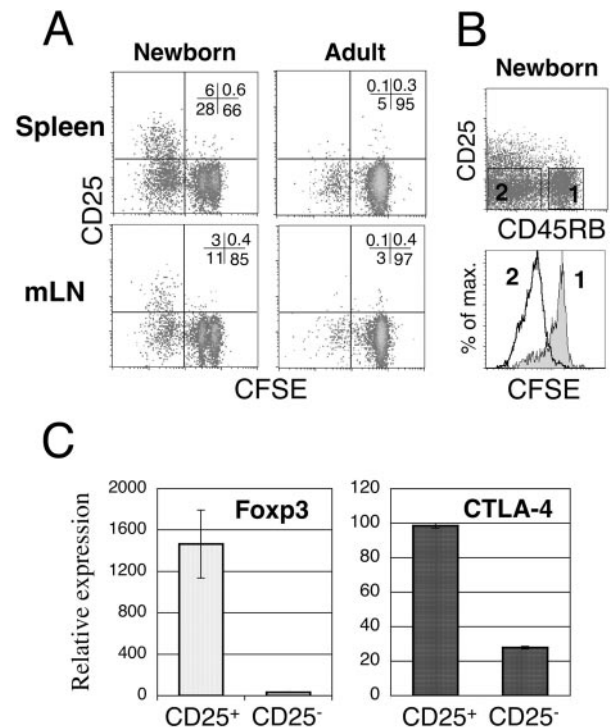 A
B
Newborn
Adult
Newborn
Spleen
6 0.6
28 66
0.1 0.3
5 95
CD25
CD25
2 1
CD45RB
mLN
3 0.4
11 85
0.1 0.4
3 97
% of max.
2 1
CFSE
CFSE
C
Relative expression
2000
1600
1200
800
400
0
Foxp3
CD25+ CD25-
120
100
80
60
40
20
0
CTLA-4
CD25+ CD25-